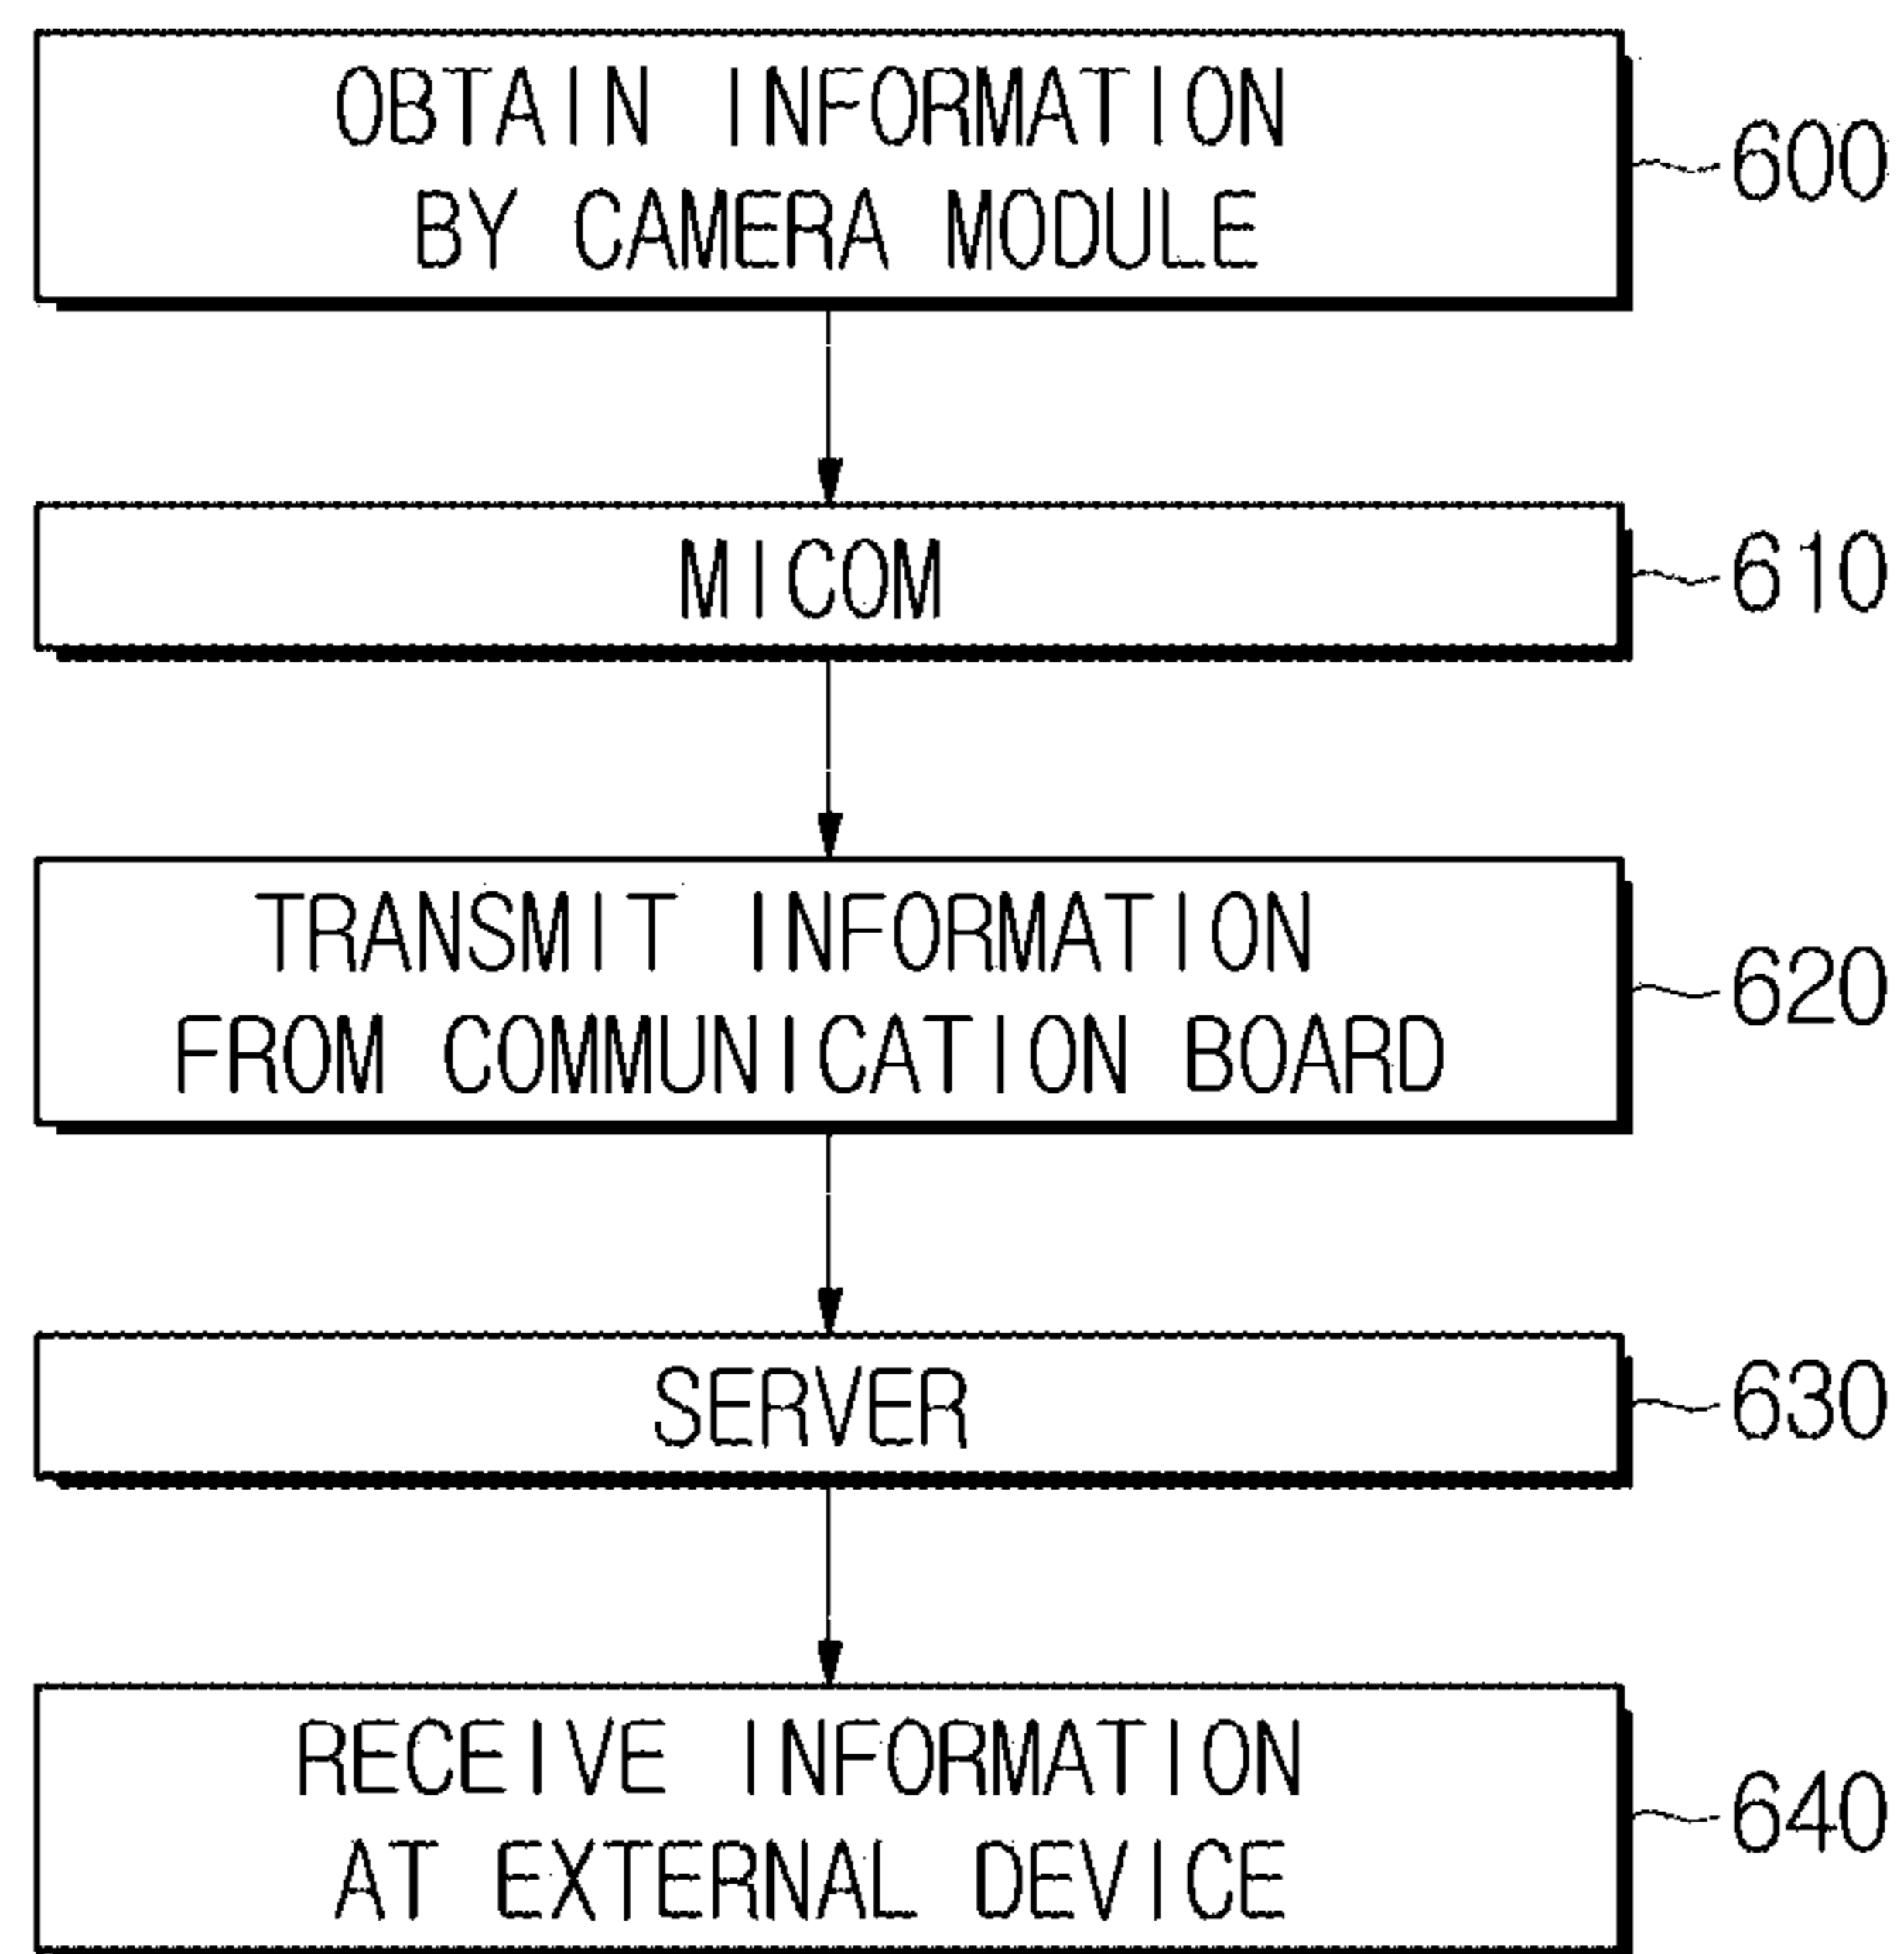 OBTAIN INFORMATION
BY CAMERA MODULE
600
MICOM
610
TRANSMIT INFORMATION
FROM COMMUNICATION BOARD
620
SERVER
630
RECEIVE INFORMATION
AT EXTERNAL DEVICE
640